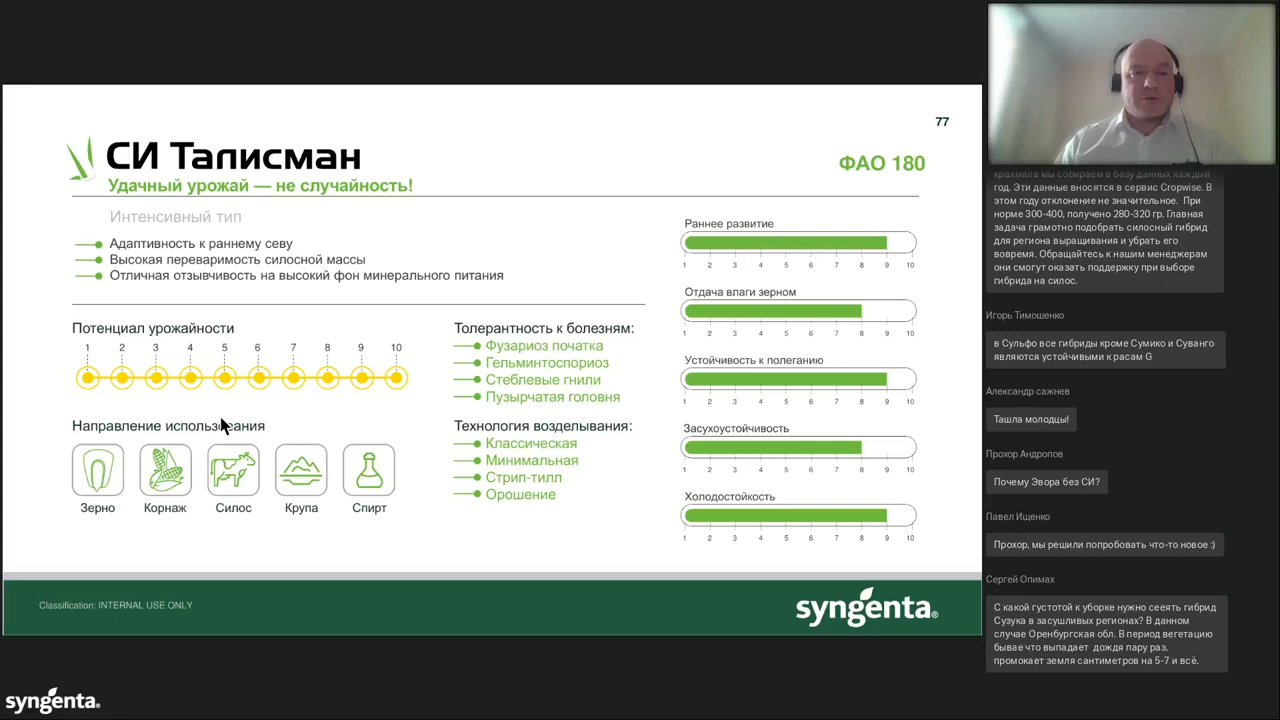 77
СИ Талисман
Удачный урожай — не случайность!
ФАО 180
Интенсивный тип
Адаптивность к раннему севу
Высокая переваримость силосной массы
Отличная отзывчивость на высокий фон минерального питания
Потенциал урожайности
1 2 3 4 5 6 7 8 9 10
Направление использования
Зерно Корнаж Силос Крупа Спирт
Толерантность к болезням:
Фузариоз початка
Гельминтоспориоз
Стеблевые гнили
Пузырчатая головня
Технология возделывания:
Классическая
Минимальная
Стрип-тилл
Орошение
Раннее развитие
1 2 3 4 5 6 7 8 9 10
Отдача влаги зерном
1 2 3 4 5 6 7 8 9 10
Устойчивость к полеганию
1 2 3 4 5 6 7 8 9 10
Засухоустойчивость
1 2 3 4 5 6 7 8 9 10
Холодостойкость
1 2 3 4 5 6 7 8 9 10
Classification: INTERNAL USE ONLY
syngenta®
syngenta.
крахмала мы собираем в базу данных каждый
год. Эти данные вносятся в сервис Cropwise. В
этом году отклонение не значительное. При
норме 300-400, получено 280-320 гр. Главная
задача грамотно подобрать силосный гибрид
для региона выращивания и убрать его
вовремя. Обращайтесь к нашим менеджерам
они смогут оказать поддержку при выборе
гибрида на силос.
Игорь Тимошенко
в Сульфо все гибриды кроме Сумико и Суванго
являются устойчивыми к расам G
Александр сажнев
Ташла молодцы!
Прохор Андропов
Почему Эвора без СИ?
Павел Ищенко
Прохор, мы решили попробовать что-то новое :)
Сергей Опимах
С какой густотой к уборке нужно сееять гибрид
Сузука в засушливых регионах? В данном
случае Оренбургская обл. В период вегетацию
бывае что выпадает дождя пару раз,
промокает земля сантиметров на 5-7 и всё.